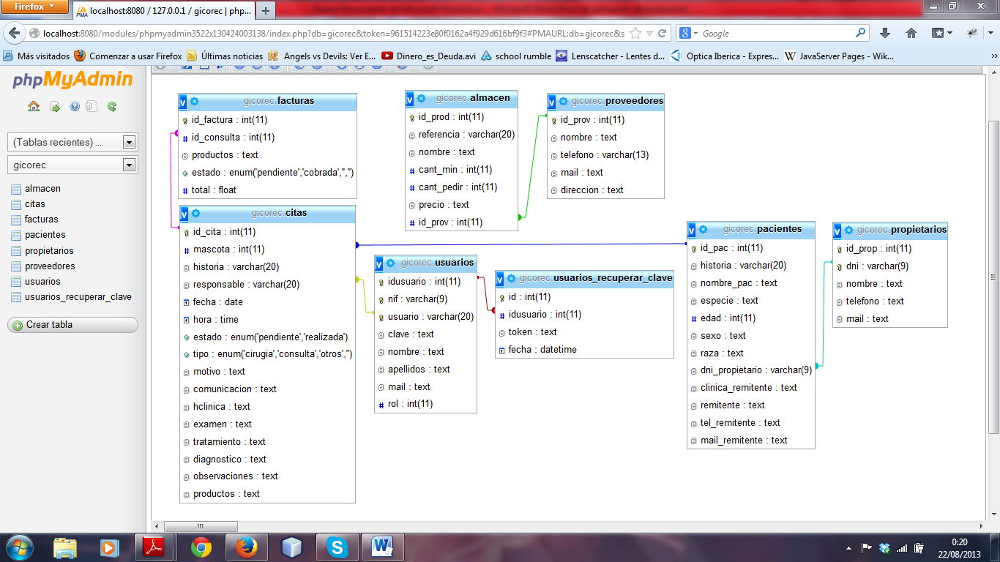 Firefox
localhost:8080 / 127.0.0.1 / gicorec | php...
localhost:8080/modules/phpmyadmin3522x130424003138/index.php?db=gicorec&token=961514223e80f0162a4f929d616bf9f3#PMAURL:db=gicorec&s
Google
Más visitados
Comenzar a usar Firefox
Últimas noticias
Angels vs Devils: Ver E...
Dinero_es_Deuda.avi
school rumble
Lenscatcher - Lentes d...
Optica Iberica - Expres...
JavaServer Pages - Wik...
phpMyAdmin
(Tablas recientes) ...
gicorec
almacen
citas
facturas
pacientes
propietarios
proveedores
usuarios
usuarios_recuperar_clave
Crear tabla
gicorec facturas
id_factura : int(11)
id_consulta : int(11)
productos : text
estado : enum('pendiente','cobrada','','')
total : float
gicorec citas
id_cita : int(11)
mascota : int(11)
historia : varchar(20)
responsable : varchar(20)
fecha : date
hora : time
estado : enum('pendiente','realizada')
tipo : enum('cirugia','consulta','otros','')
motivo : text
comunicacion : text
hclinica : text
examen : text
tratamiento : text
diagnostico : text
observaciones : text
productos : text
gicorec almacen
id_prod : int(11)
referencia : varchar(20)
nombre : text
cant_min : int(11)
cant_pedir : int(11)
precio : text
id_prov : int(11)
gicorec proveedores
id_prov : int(11)
nombre : text
telefono : varchar(13)
mail : text
direccion : text
gicorec usuarios
idusuario : int(11)
nif : varchar(9)
usuario : varchar(20)
clave : text
nombre : text
apellidos : text
mail : text
rol : int(11)
gicorec usuarios_recuperar_clave
id : int(11)
idusuario : int(11)
token : text
fecha : datetime
gicorec pacientes
id_pac : int(11)
historia : varchar(20)
nombre_pac : text
especie : text
edad : int(11)
sexo : text
raza : text
dni_propietario : varchar(9)
clinica_remitente : text
remitente : text
tel_remitente : text
mail_remitente : text
gicorec propietarios
id_prop : int(11)
dni : varchar(9)
nombre : text
telefono : text
mail : text
0:20
22/08/2013